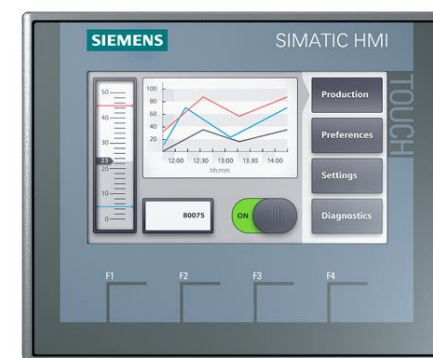 SIEMENS
SIMATIC HMI
TOUCH
50
40
30
23
20
10
0
100
80
60
40
20
12:00 12:30 13:00 13:30 14:00
hh:mm
80075
ON
Production
Preferences
Settings
Diagnostics
F1 F2 F3 F4